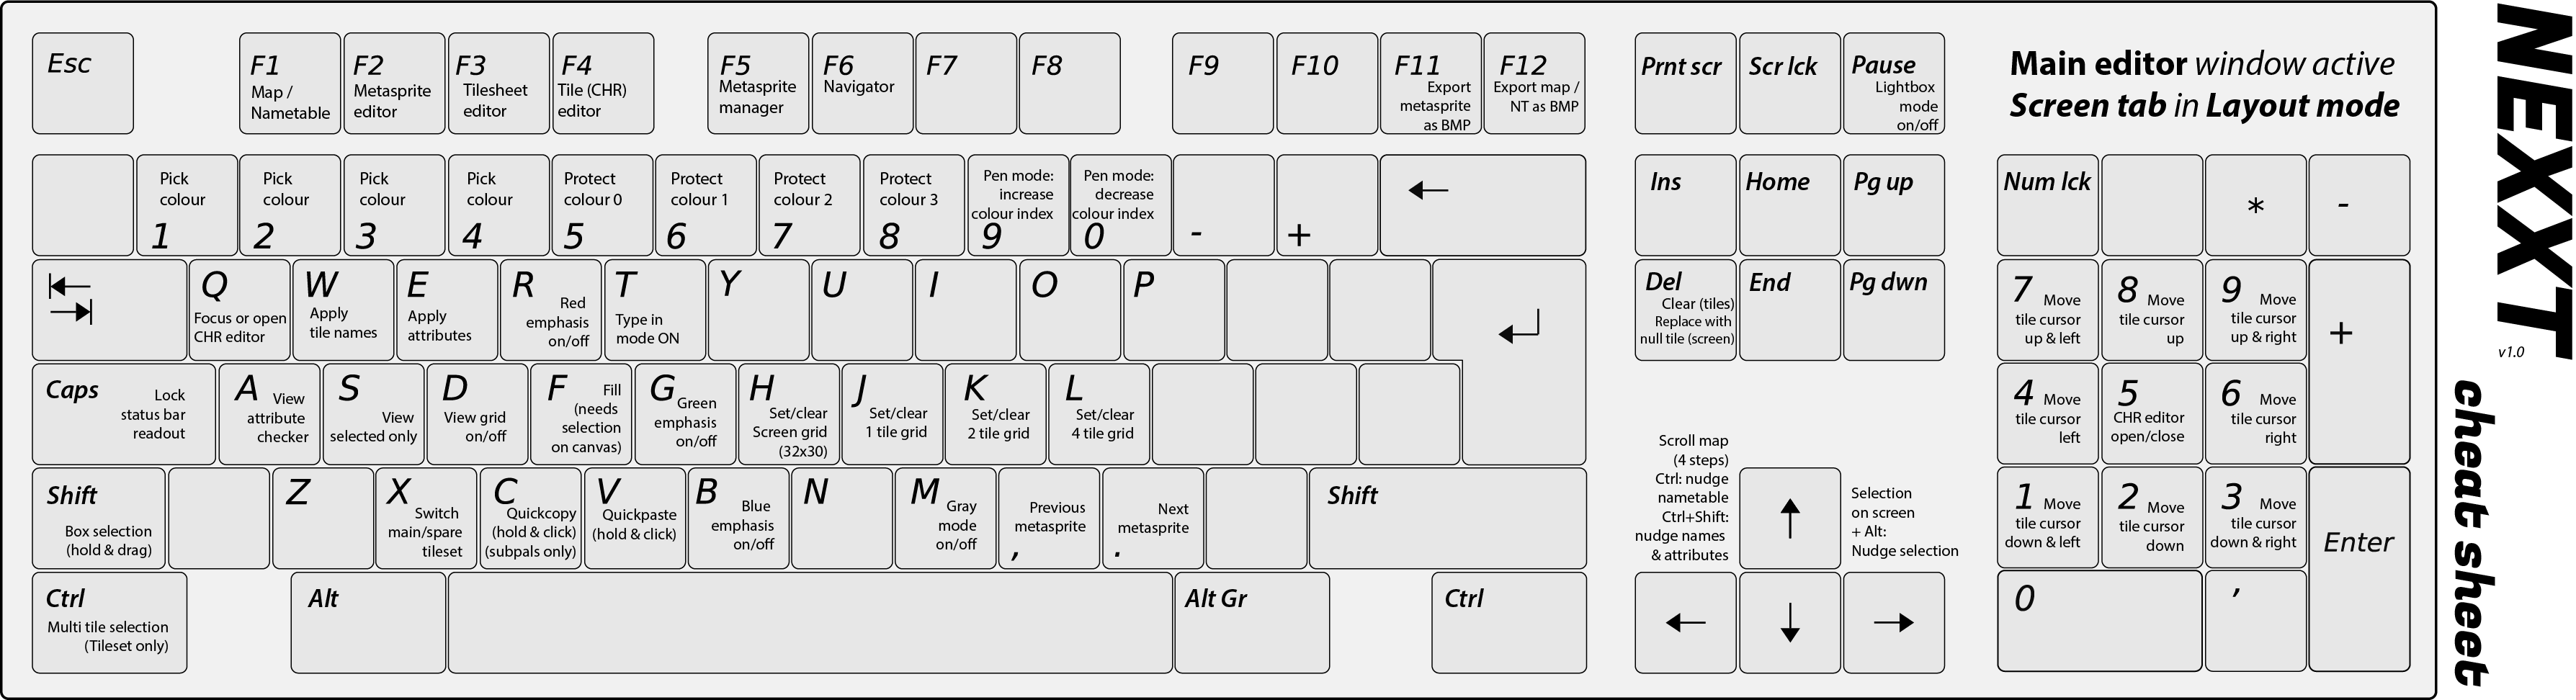 Esc
F1
Map /
Nametable
F2
Metasprite
editor
F3
Tilesheet
editor
F4
Tile (CHR)
editor
F5
Metasprite
manager
F6
Navigator
F7
F8
F9
F10
F11
Export
metasprite
as BMP
F12
Export map /
NT as BMP
Prnt scr
Scr lck
Pause
Lightbox
mode
on/off
Main editor window active
Screen tab in Layout mode
Pick
colour
1
Pick
colour
2
Pick
colour
3
Pick
colour
4
Protect
colour 0
5
Protect
colour 1
6
Protect
colour 2
7
Protect
colour 3
8
Pen mode:
increase
colour index
9
Pen mode:
decrease
colour index
0
-
+
←
Ins
Home
Pg up
Num lck
*
-
Q
Focus or open
CHR editor
W
Apply
tile names
E
Apply
attributes
R
Red
emphasis
on/off
T
Type in
mode ON
Y
U
I
O
P
Del
Clear (tiles)
Replace with
null tile (screen)
End
Pg dwn
7 Move
tile cursor
up & left
8 Move
tile cursor
up
9 Move
tile cursor
up & right
+
Caps
Lock
status bar
readout
A View
attribute
checker
S
View
selected only
D
View grid
on/off
F Fill
(needs
selection
on canvas)
G Green
emphasis
on/off
H
Set/clear
Screen grid
(32x30)
J
Set/clear
1 tile grid
K
Set/clear
2 tile grid
L
Set/clear
4 tile grid
4 Move
tile cursor
left
5
CHR editor
open/close
6 Move
tile cursor
right
Shift
Box selection
(hold & drag)
Z
X Switch
main/spare
tileset
C
Quickcopy
(hold & click)
(subpals only)
V
Quickpaste
(hold & click)
B Blue
emphasis
on/off
N
M Gray
mode
on/off
Previous
metasprite
,
Next
metasprite
.
Shift
Scroll map
(4 steps)
Ctrl: nudge
nametable
Ctrl+Shift:
nudge names
& attributes
↑
Selection
on screen
+ Alt:
Nudge selection
1 Move
tile cursor
down & left
2 Move
tile cursor
down
3 Move
tile cursor
down & right
Enter
Ctrl
Multi tile selection
(Tileset only)
Alt
Alt Gr
Ctrl
←
↓
→
0
,
NEXXT
v1.0
cheat sheet